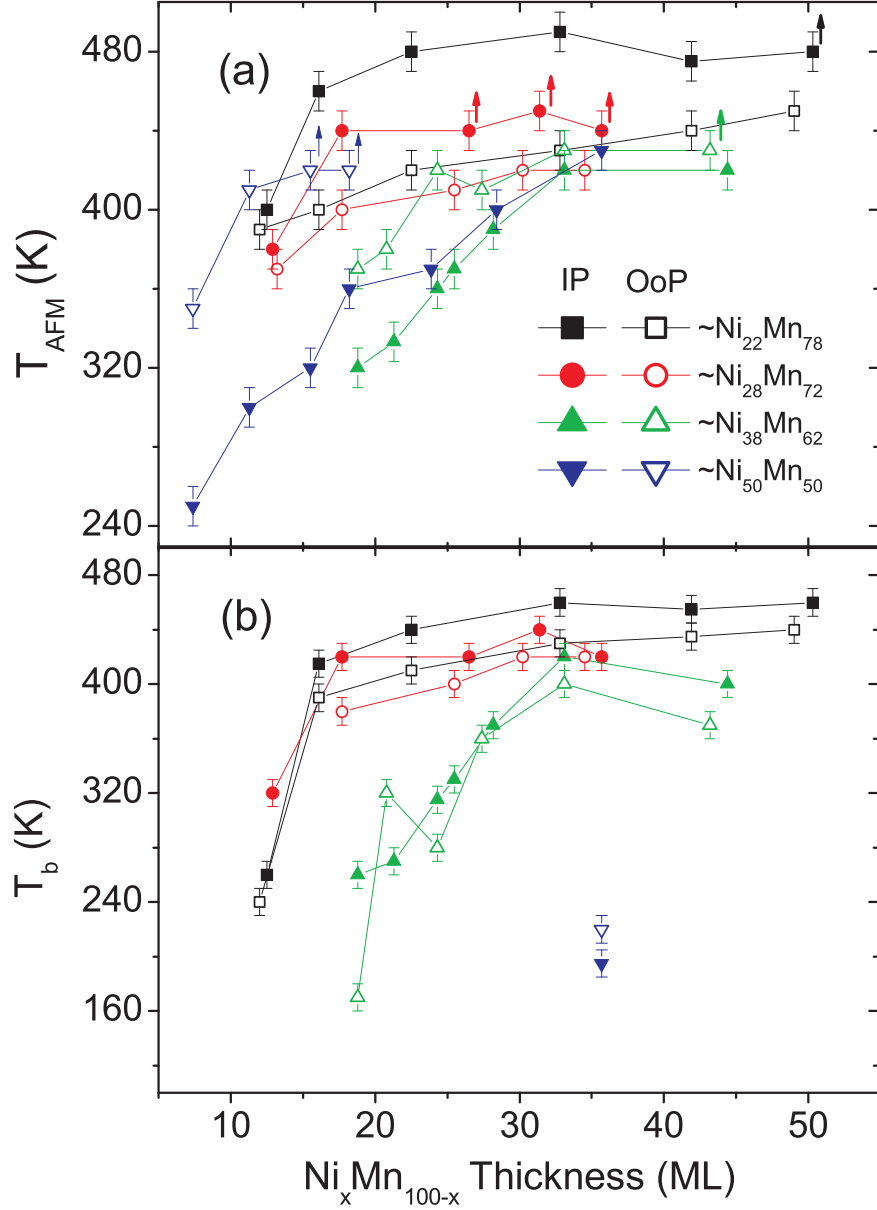 (a)
480
400
320
240
T_AFM (K)
IP OoP
~Ni₂₂Mn₇₈
~Ni₂₈Mn₇₂
~Ni₃₈Mn₆₂
~Ni₅₀Mn₅₀
(b)
480
400
320
240
160
T_b (K)
10 20 30 40 50
NiₓMn₁₀₀₋ₓ Thickness (ML)